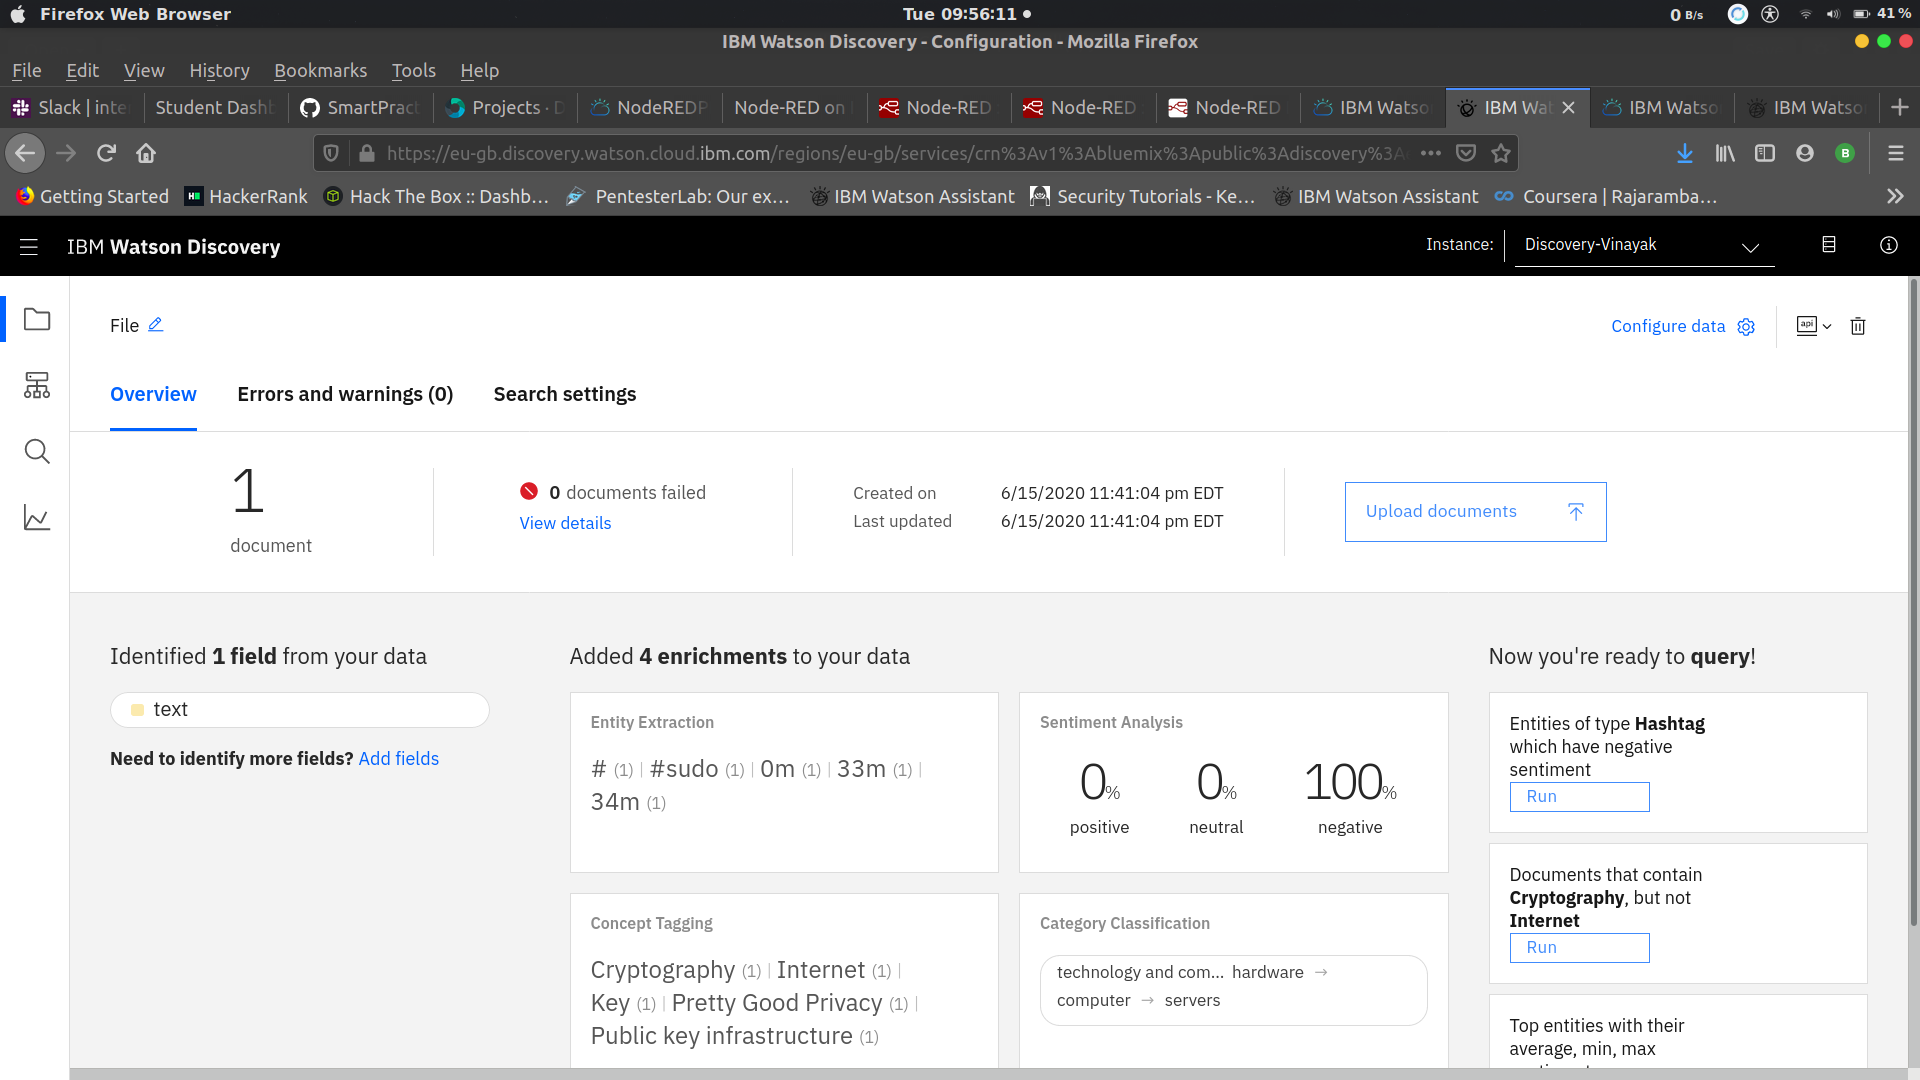 Firefox Web Browser
Tue 09:56:11
0 B/s
41 %
IBM Watson Discovery - Configuration - Mozilla Firefox
File Edit View History Bookmarks Tools Help
Slack | inte
Student Dashb
SmartPract
Projects · D
NodeREDP
Node-RED on
Node-RED
Node-RED
Node-RED
IBM Watso
IBM Wat
IBM Watso
IBM Watso
https://eu-gb.discovery.watson.cloud.ibm.com/regions/eu-gb/services/crn%3Av1%3Abluemix%3Apublic%3Adiscovery%3A
B
Getting Started
HackerRank
Hack The Box :: Dashb…
PentesterLab: Our ex…
IBM Watson Assistant
Security Tutorials - Ke…
IBM Watson Assistant
Coursera | Rajaramba…
IBM Watson Discovery
Instance:
Discovery-Vinayak
File
Configure data
api
Overview
Errors and warnings (0)
Search settings
1
document
0 documents failed
View details
Created on 6/15/2020 11:41:04 pm EDT
Last updated 6/15/2020 11:41:04 pm EDT
Upload documents
Identified 1 field from your data
text
Need to identify more fields? Add fields
Added 4 enrichments to your data
Entity Extraction
# (1) | #sudo (1) | 0m (1) | 33m (1) |
34m (1)
Sentiment Analysis
0% 0% 100%
positive neutral negative
Concept Tagging
Cryptography (1) | Internet (1) |
Key (1) | Pretty Good Privacy (1) |
Public key infrastructure (1)
Category Classification
technology and com... hardware →
computer → servers
Now you're ready to query!
Entities of type Hashtag
which have negative
sentiment
Run
Documents that contain
Cryptography, but not
Internet
Run
Top entities with their
average, min, max